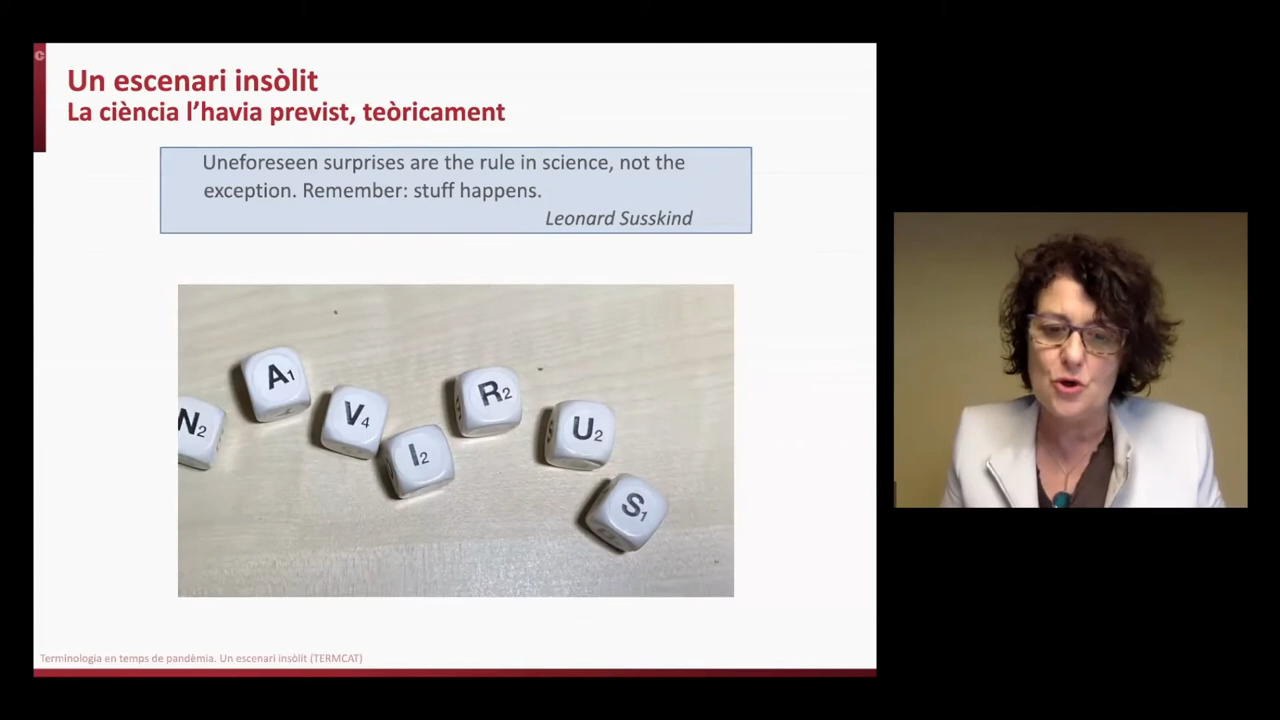 Un escenari insòlit
La ciència l'havia previst, teòricament
Uneforeseen surprises are the rule in science, not the
exception. Remember: stuff happens.
Leonard Susskind
N2 A1 V4 I2 R2 U2 S1
Terminologia en temps de pandèmia. Un escenari insòlit (TERMCAT)